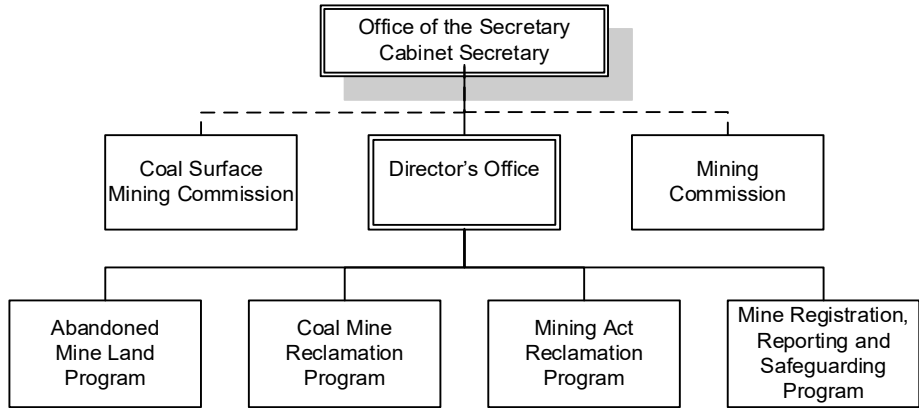 Office of the Secretary
Cabinet Secretary
Coal Surface
Mining Commission
Director's Office
Mining
Commission
Abandoned
Mine Land
Program
Coal Mine
Reclamation
Program
Mining Act
Reclamation
Program
Mine Registration,
Reporting and
Safeguarding
Program